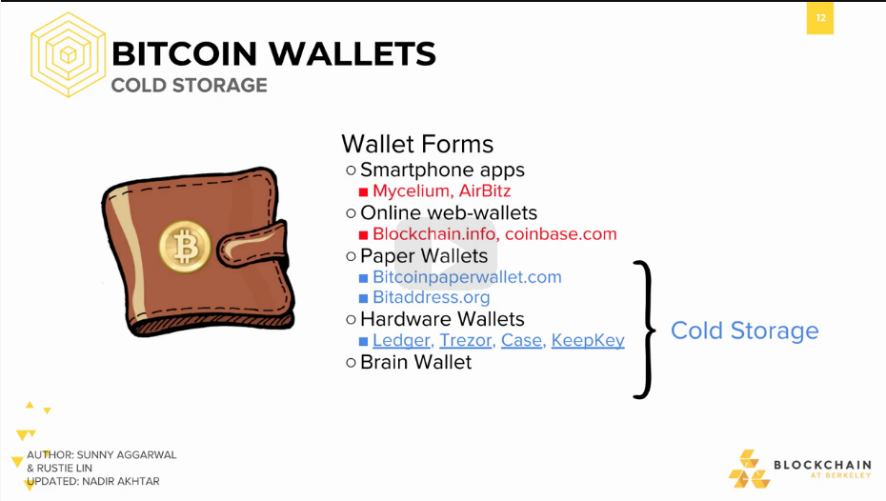 12
BITCOIN WALLETS
COLD STORAGE
Wallet Forms
Smartphone apps
Mycelium, AirBitz
Online web-wallets
Blockchain.info, coinbase.com
Paper Wallets
Bitcoinpaperwallet.com
Bitaddress.org
Hardware Wallets
Ledger, Trezor, Case, KeepKey
Brain Wallet
Cold Storage
AUTHOR: SUNNY AGGARWAL
& RUSTIE LIN
UPDATED: NADIR AKHTAR
BLOCKCHAIN
AT BERKELEY